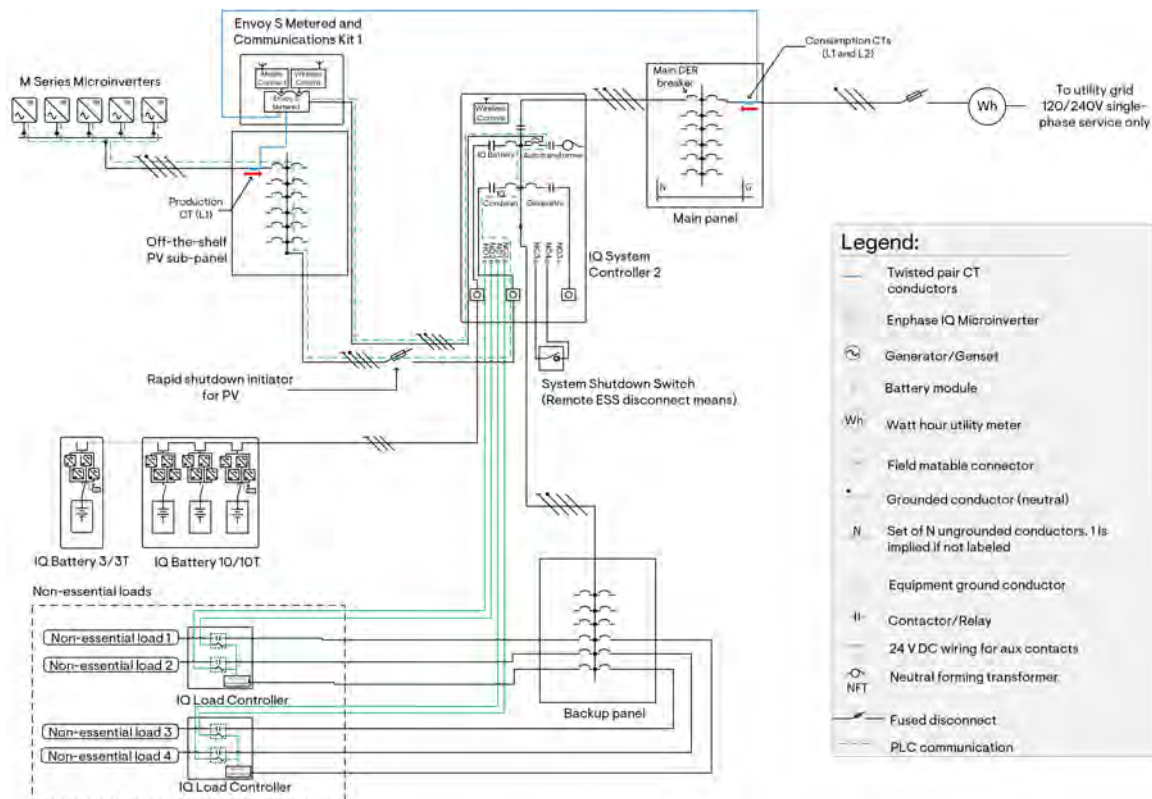 Envoy S Metered and
Communications Kit 1
Mobile
Connect
Wireless
Comms
Envoy S
Metered
M Series Microinverters
Production
CT (L1)
Off-the-shelf
PV sub-panel
Rapid shutdown initiator
for PV
Wireless
Comms
IQ Battery
Autotransformer
IQ
Combiner
Generator
NO1
NC1
NC2
NO2
NC3
NO4
NO3
IQ System
Controller 2
System Shutdown Switch
(Remote ESS disconnect means)
Main DER
breaker
N
G
Main panel
Consumption CTs
(L1 and L2)
Wh
To utility grid
120/240V single-
phase service only
IQ Battery 3/3T
IQ Battery 10/10T
Non-essential loads
Non-essential load 1
Non-essential load 2
IQ Load Controller
Non-essential load 3
Non-essential load 4
IQ Load Controller
Backup panel
Legend:
Twisted pair CT
conductors
Enphase IQ Microinverter
Generator/Genset
Battery module
Wh
Watt hour utility meter
Field matable connector
Grounded conductor (neutral)
N
Set of N ungrounded conductors. 1 is
implied if not labeled
Equipment ground conductor
Contactor/Relay
24 V DC wiring for aux contacts
NFT
Neutral forming transformer
Fused disconnect
PLC communication